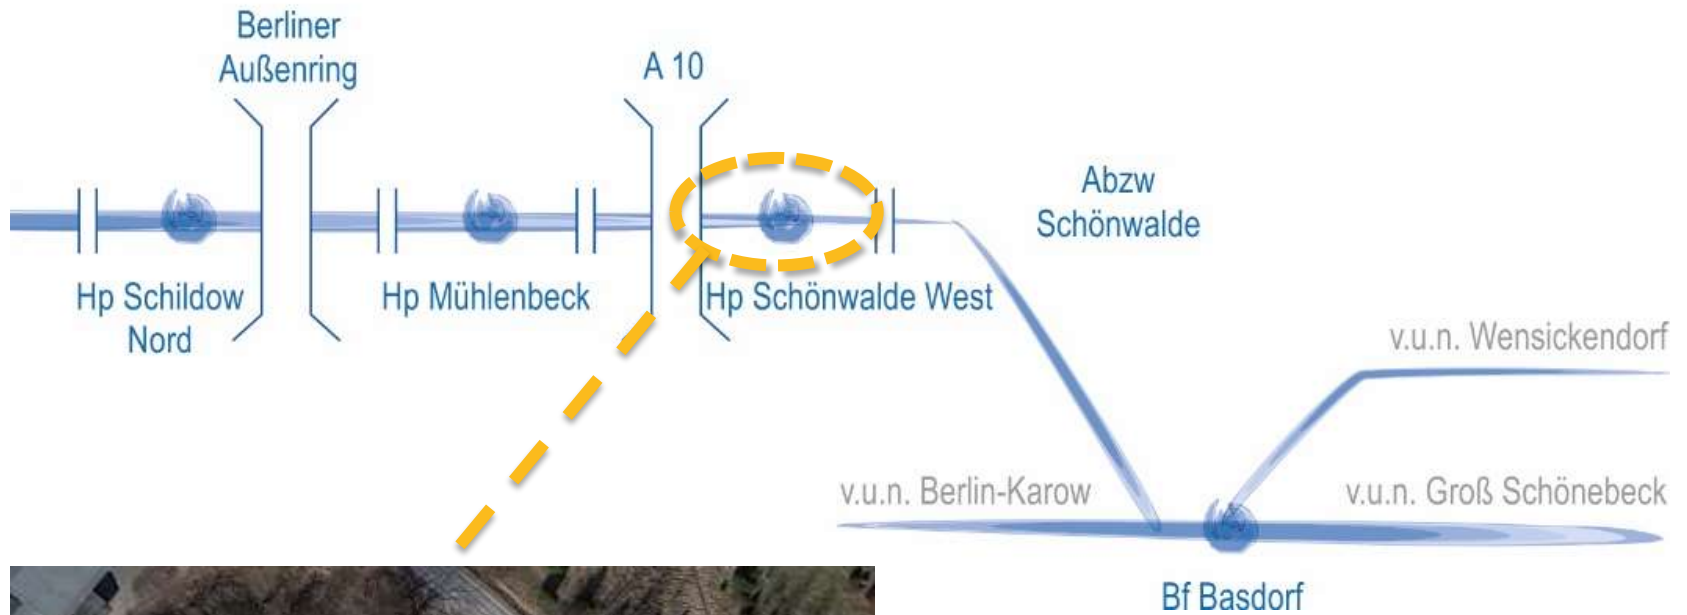 Berliner
Außenring
A 10
Abzw
Schönwalde
Hp Schildow
Nord
Hp Mühlenbeck
Hp Schönwalde West
v.u.n. Wensickendorf
v.u.n. Berlin-Karow
v.u.n. Groß Schönebeck
Bf Basdorf